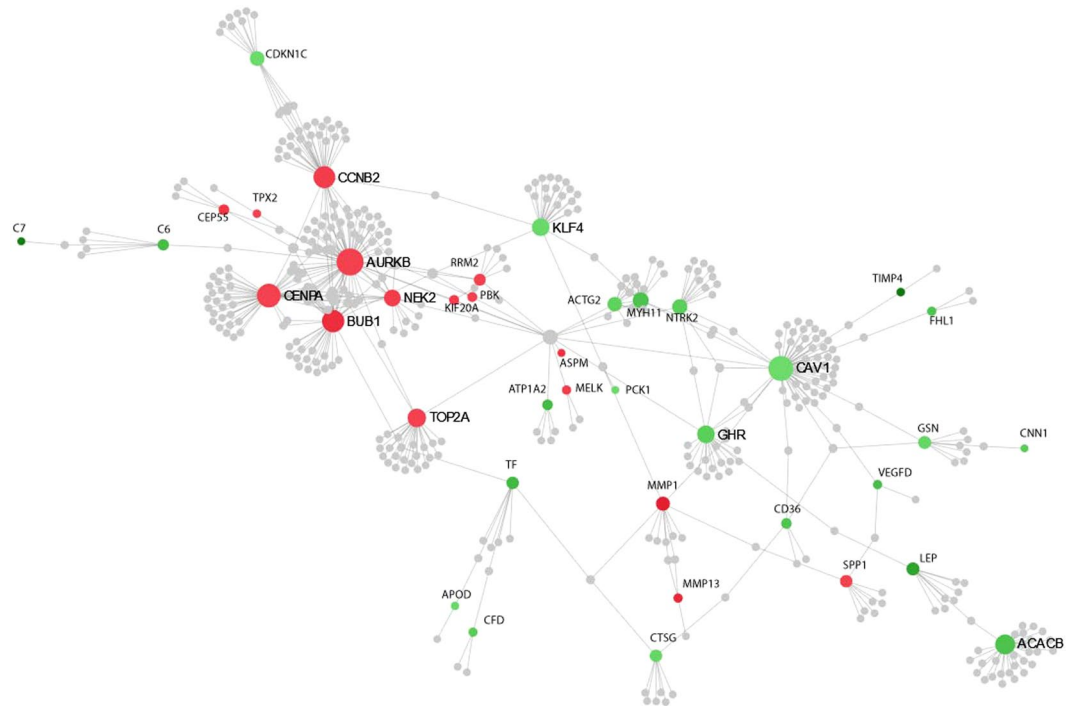 CDKN1C
CCNB2
TPX2
CEP55
C7
C6
KLF4
AURKB
RRM2
CENPA
NEK2
PBK
KIF20A
BUB1
ACTG2
MYH11
NTRK2
TIMP4
FHL1
ASPM
CAV1
ATP1A2
MELK
PCK1
TOP2A
GHR
GSN
CNN1
TF
MMP1
VEGFD
CD36
SPP1
LEP
APOD
MMP13
CFD
CTSG
ACACB